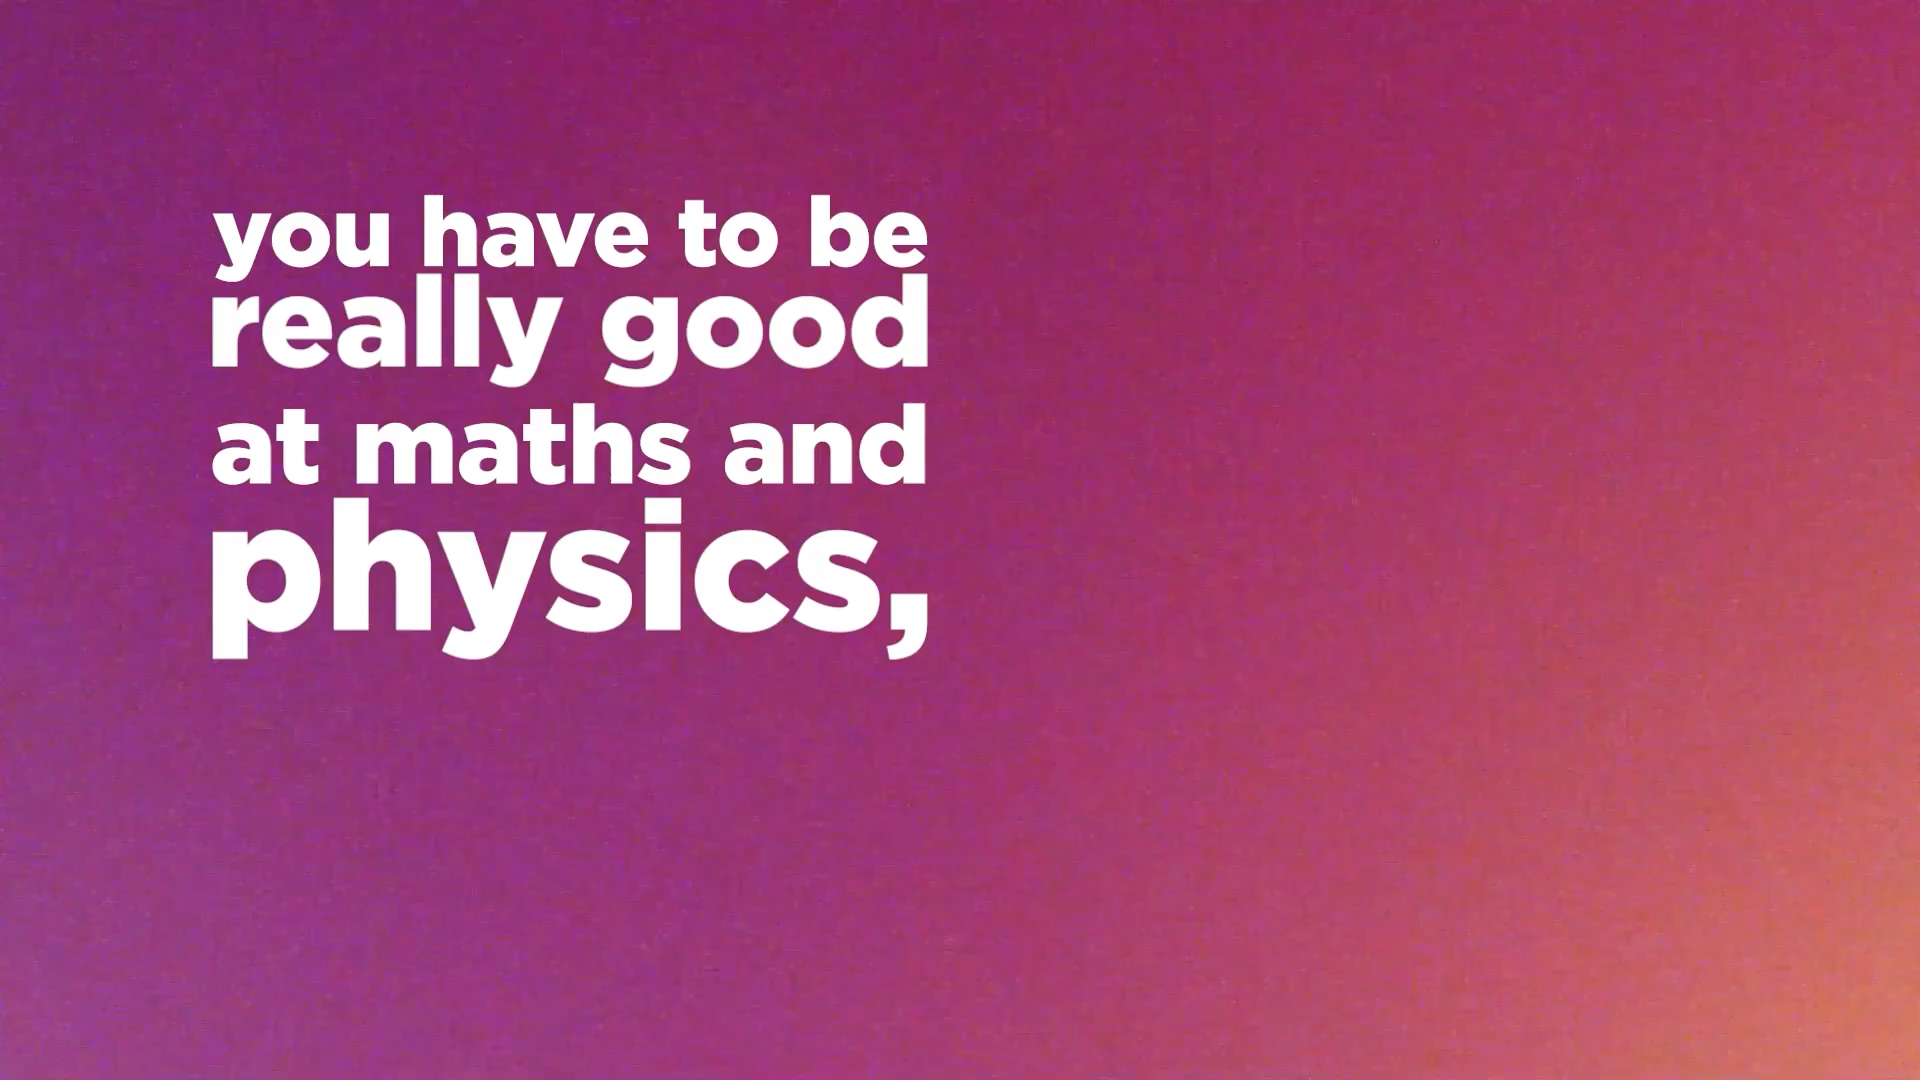 you have to be
really good
at maths and
physics,